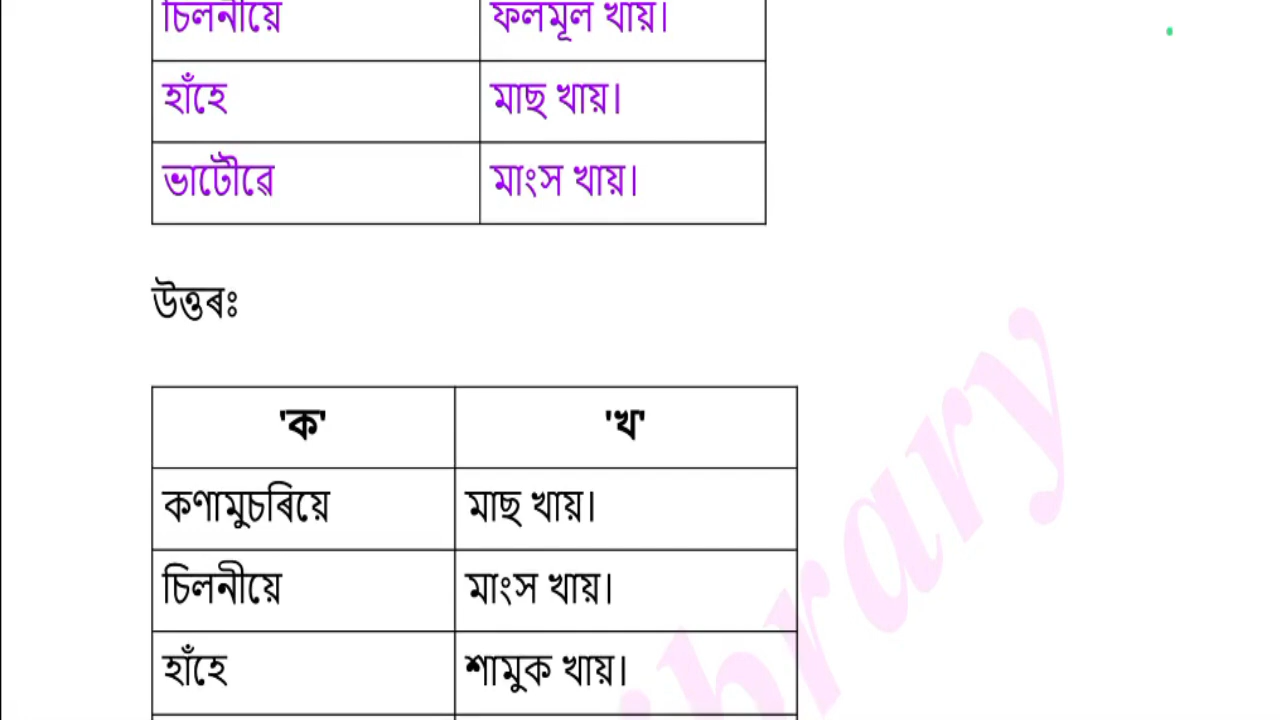 চিলনীয়ে ফলমূল খায়।
হাঁহে মাছ খায়।
ভাটৌৱে মাংস খায়।
উত্তৰঃ
'ক' 'খ'
কণামুচৰিয়ে মাছ খায়।
চিলনীয়ে মাংস খায়।
হাঁহে শামুক খায়।